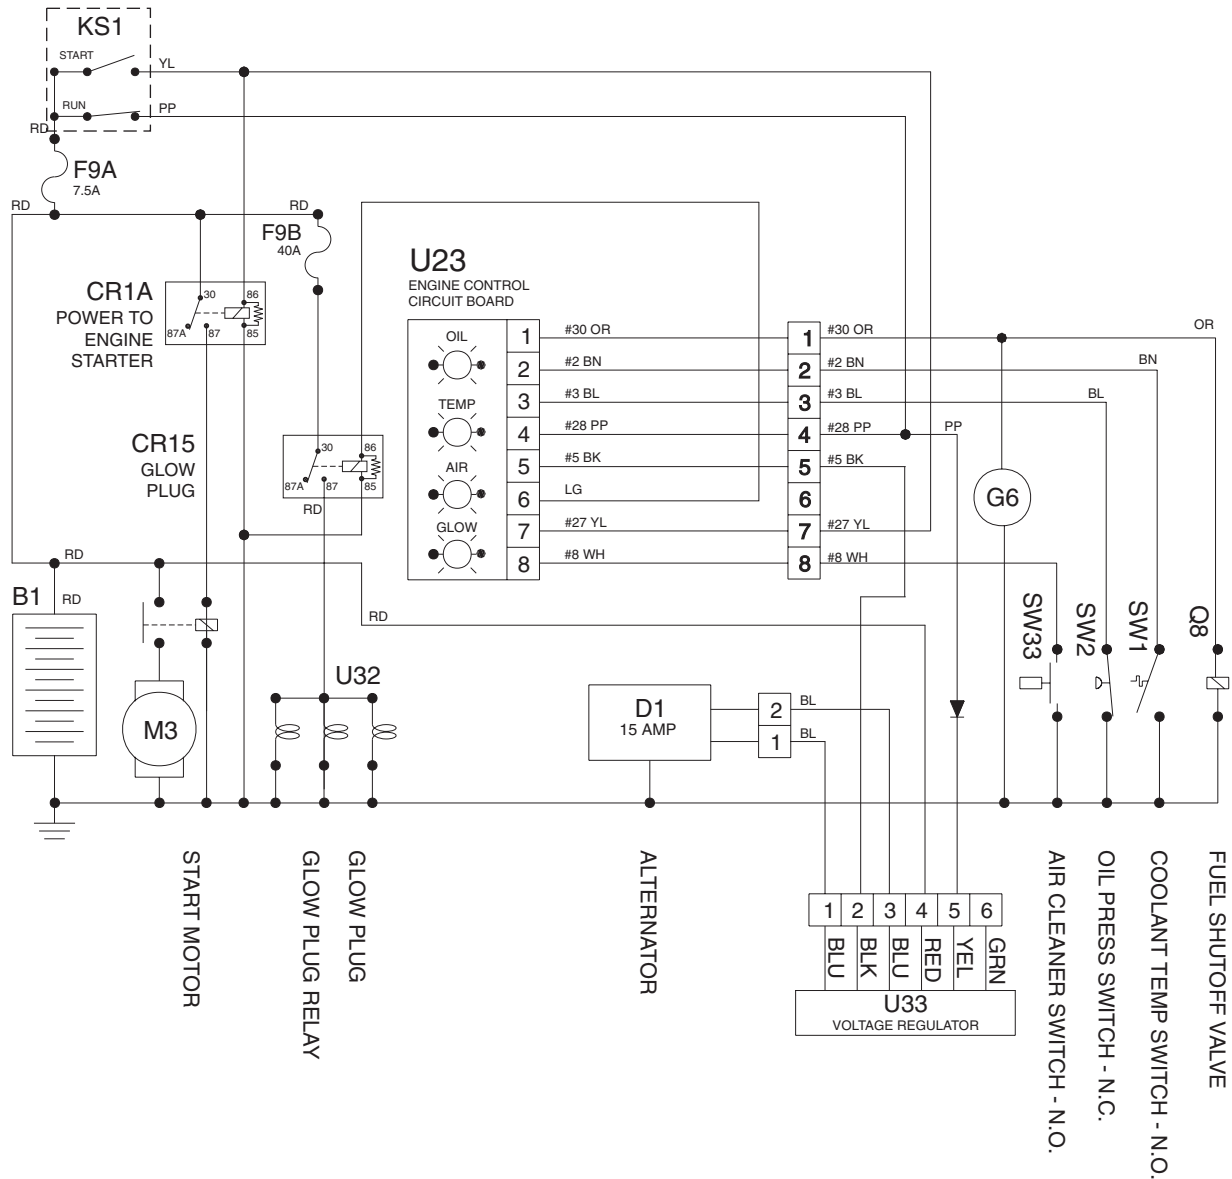 KS1
START
YL
RUN
PP
RD
F9A
7.5A
RD
RD
F9B
40A
U23
ENGINE CONTROL
CIRCUIT BOARD
CR1A
POWER TO
ENGINE
STARTER
30
86
87A
87
85
OIL
TEMP
AIR
GLOW
1
2
3
4
5
6
7
8
#30 OR
#2 BN
#3 BL
#28 PP
#5 BK
LG
#27 YL
#8 WH
1
2
3
4
5
6
7
8
#30 OR
#2 BN
#3 BL
#28 PP
#5 BK
#27 YL
#8 WH
OR
BN
BL
PP
CR15
GLOW
PLUG
30
86
87A
87
85
RD
G6
RD
B1
RD
RD
M3
U32
D1
15 AMP
2
1
BL
BL
SW33
SW2
SW1
Q8
START MOTOR
GLOW PLUG RELAY
GLOW PLUG
ALTERNATOR
AIR CLEANER SWITCH - N.O.
OIL PRESS SWITCH - N.C.
COOLANT TEMP SWITCH - N.O.
FUEL SHUTOFF VALVE
1 2 3 4 5 6
BLU
BLK
BLU
RED
YEL
GRN
U33
VOLTAGE REGULATOR